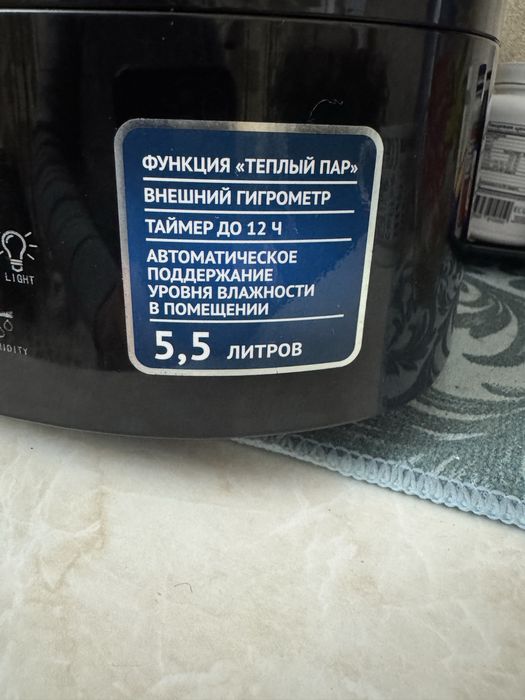 ФУНКЦИЯ «ТЕПЛЫЙ ПАР»
ВНЕШНИЙ ГИГРОМЕТР
ТАЙМЕР ДО 12 Ч
АВТОМАТИЧЕСКОЕ
ПОДДЕРЖАНИЕ
УРОВНЯ ВЛАЖНОСТИ
В ПОМЕЩЕНИИ
5,5 ЛИТРОВ
LIGHT